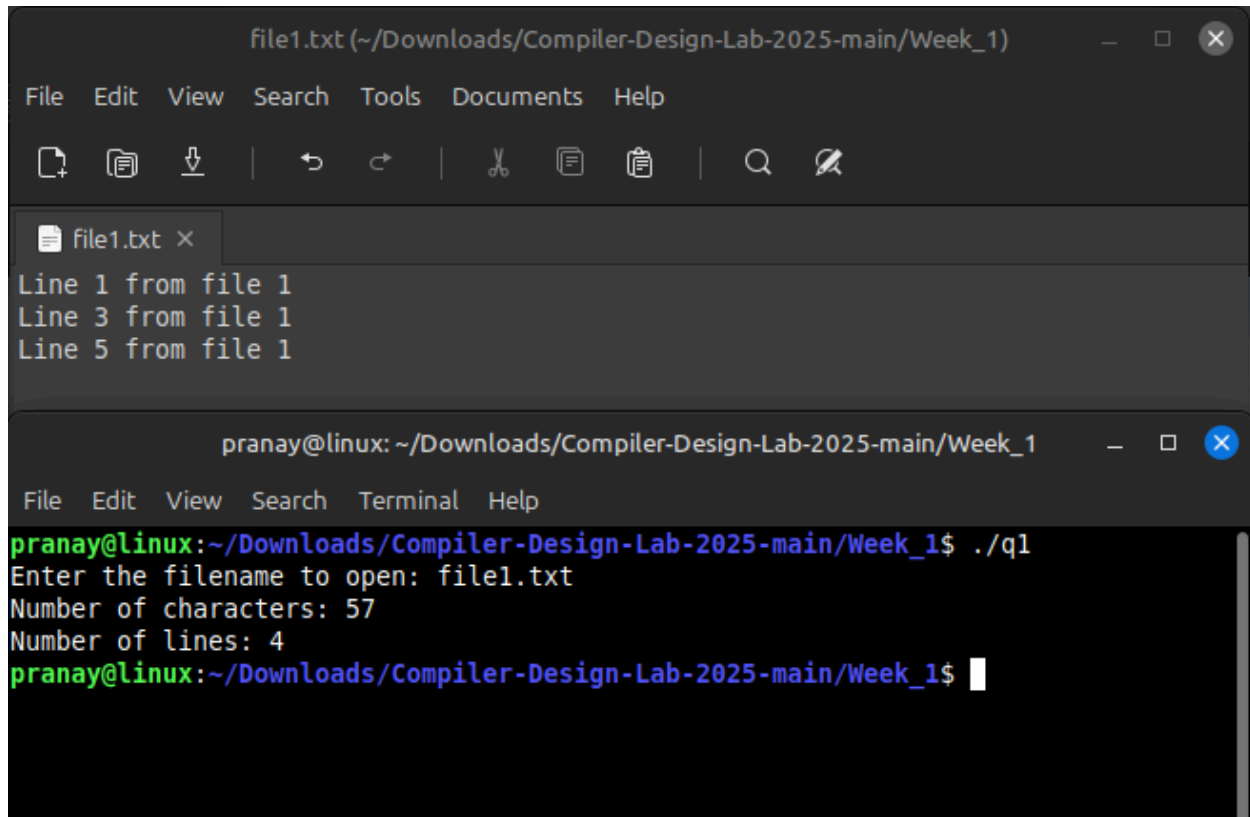 file1.txt (~/Downloads/Compiler-Design-Lab-2025-main/Week_1)
File Edit View Search Tools Documents Help
file1.txt
Line 1 from file 1
Line 3 from file 1
Line 5 from file 1
pranay@linux: ~/Downloads/Compiler-Design-Lab-2025-main/Week_1
File Edit View Search Terminal Help
pranay@linux:~/Downloads/Compiler-Design-Lab-2025-main/Week_1$ ./q1
Enter the filename to open: file1.txt
Number of characters: 57
Number of lines: 4
pranay@linux:~/Downloads/Compiler-Design-Lab-2025-main/Week_1$